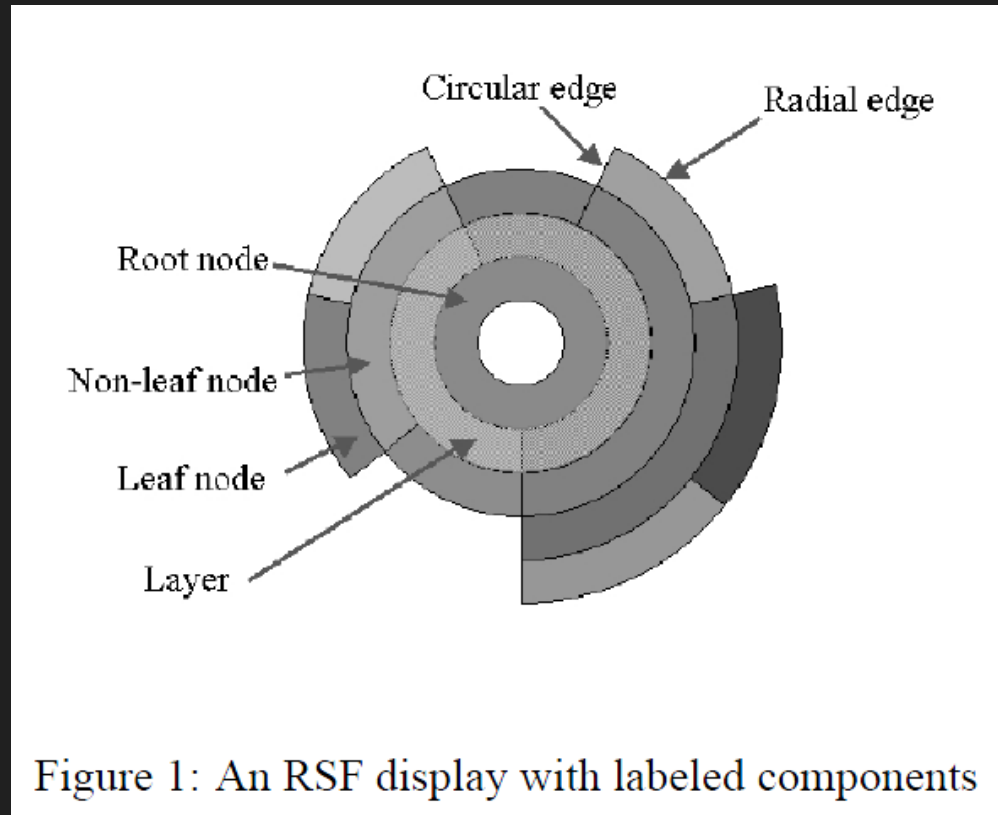 Circular edge
Radial edge
Root node
Non-leaf node
Leaf node
Layer
Figure 1: An RSF display with labeled components